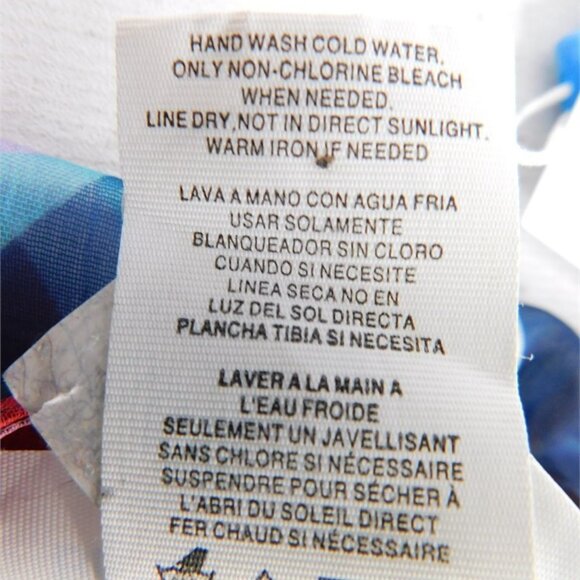 HAND WASH COLD WATER.
ONLY NON-CHLORINE BLEACH
WHEN NEEDED.
LINE DRY, NOT IN DIRECT SUNLIGHT.
WARM IRON IF NEEDED
LAVA A MANO CON AGUA FRIA
USAR SOLAMENTE
BLANQUEADOR SIN CLORO
CUANDO SI NECESITE
LINEA SECA NO EN
LUZ DEL SOL DIRECTA
PLANCHA TIBIA SI NECESITA
LAVER A LA MAIN A
L'EAU FROIDE
SEULEMENT UN JAVELLISANT
SANS CHLORE SI NÉCESSAIRE
SUSPENDRE POUR SÉCHER À
L'ABRI DU SOLEIL DIRECT
FER CHAUD SI NÉCESSAIRE